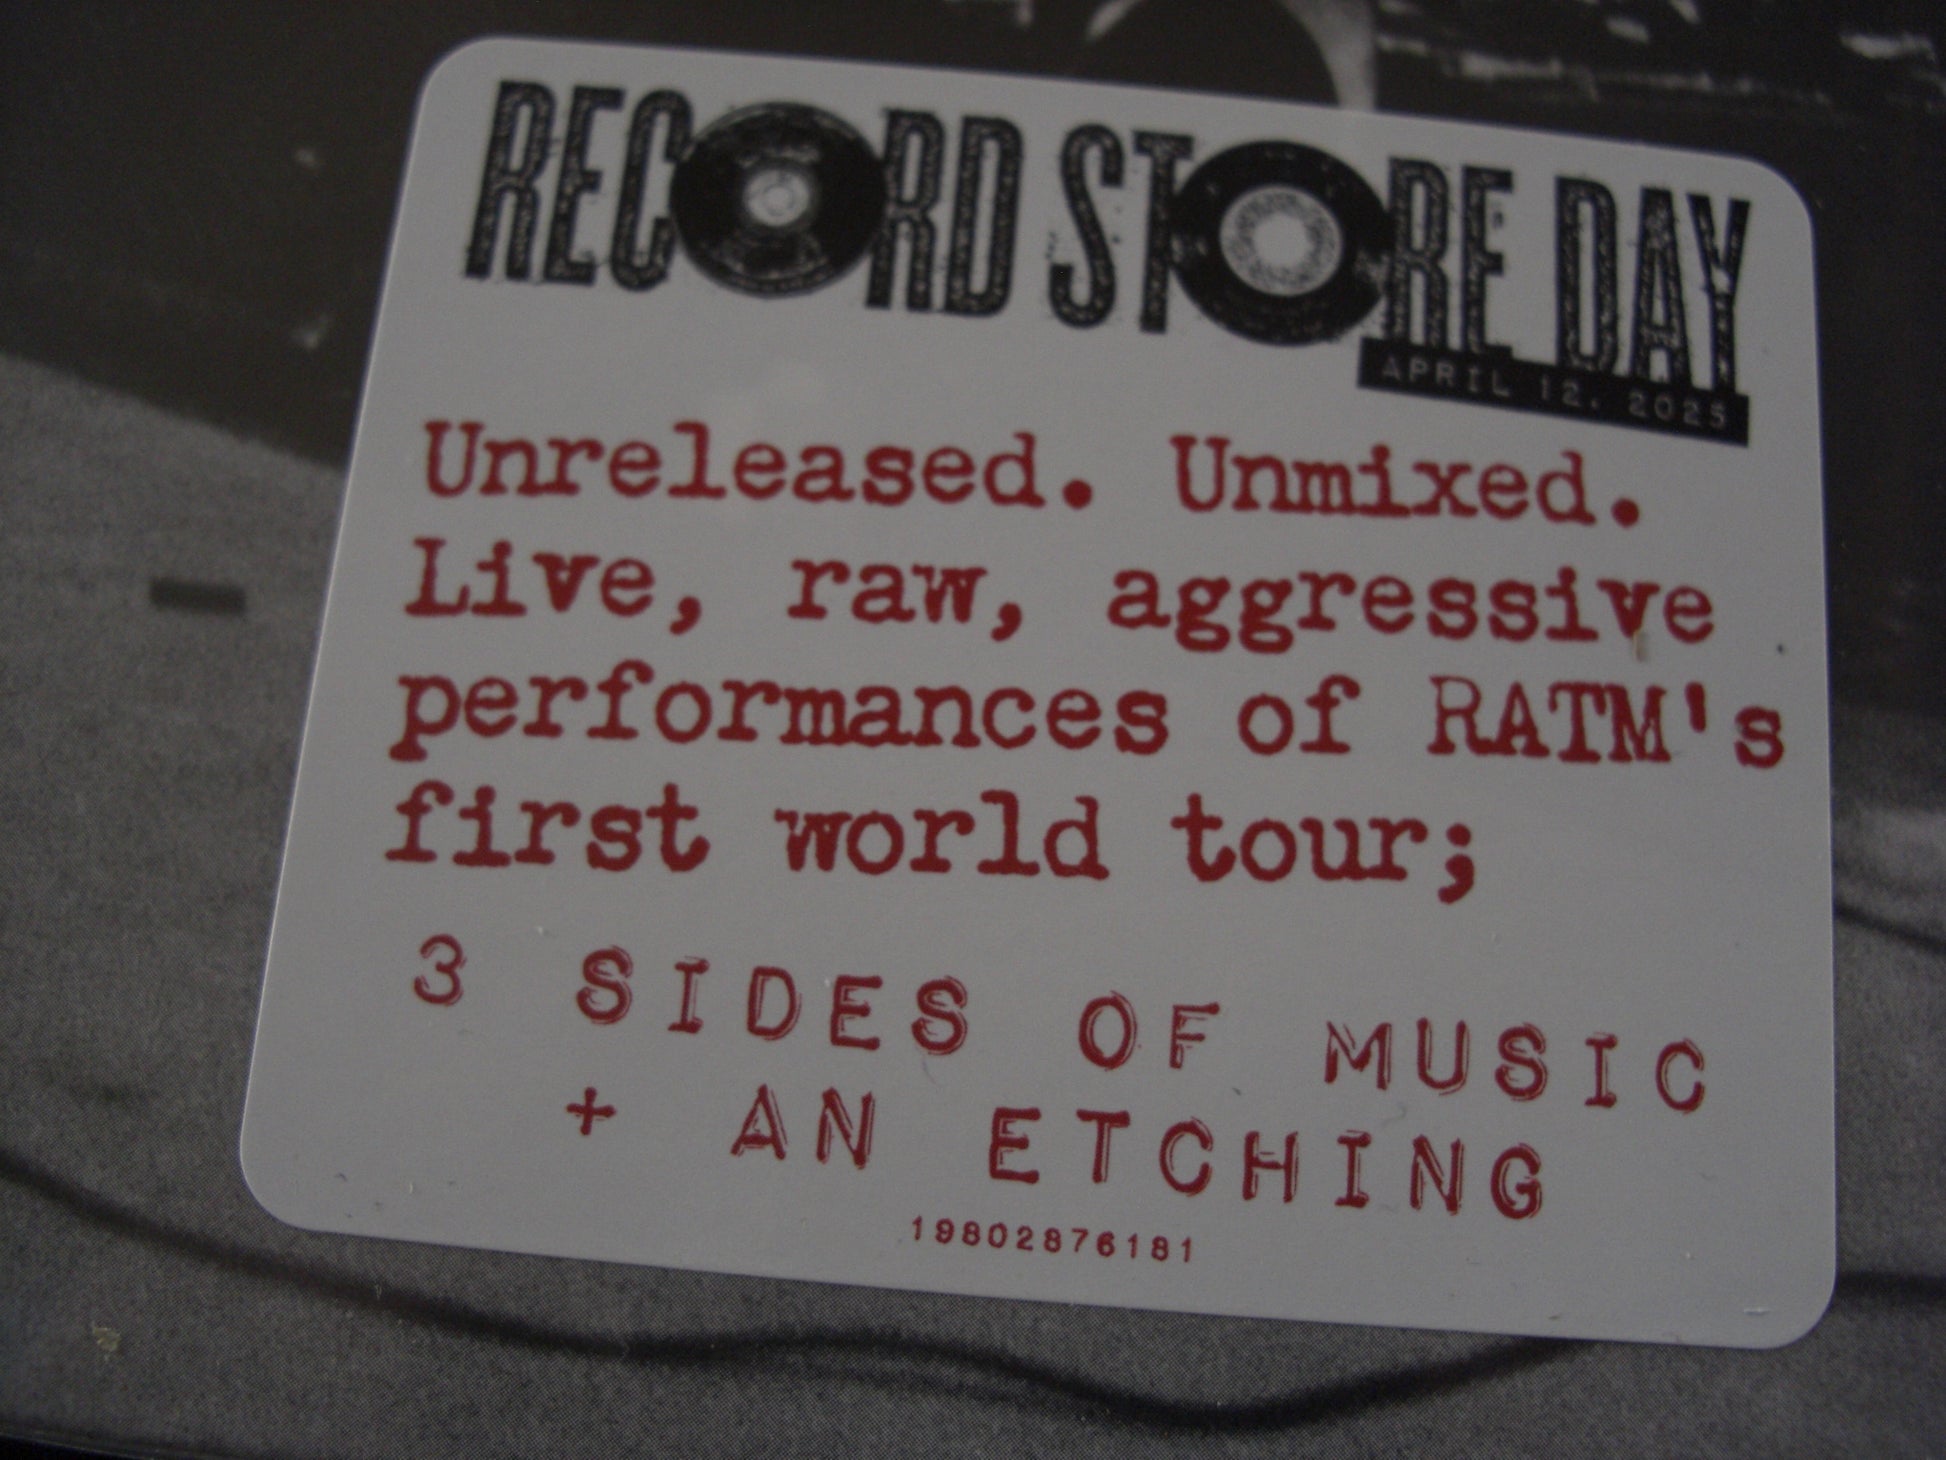 RECORD STORE DAY
APRIL 12, 2025
Unreleased. Unmixed.
Live, raw, aggressive
performances of RATM's
first world tour;
3 SIDES OF MUSIC
+ AN ETCHING
19802876181